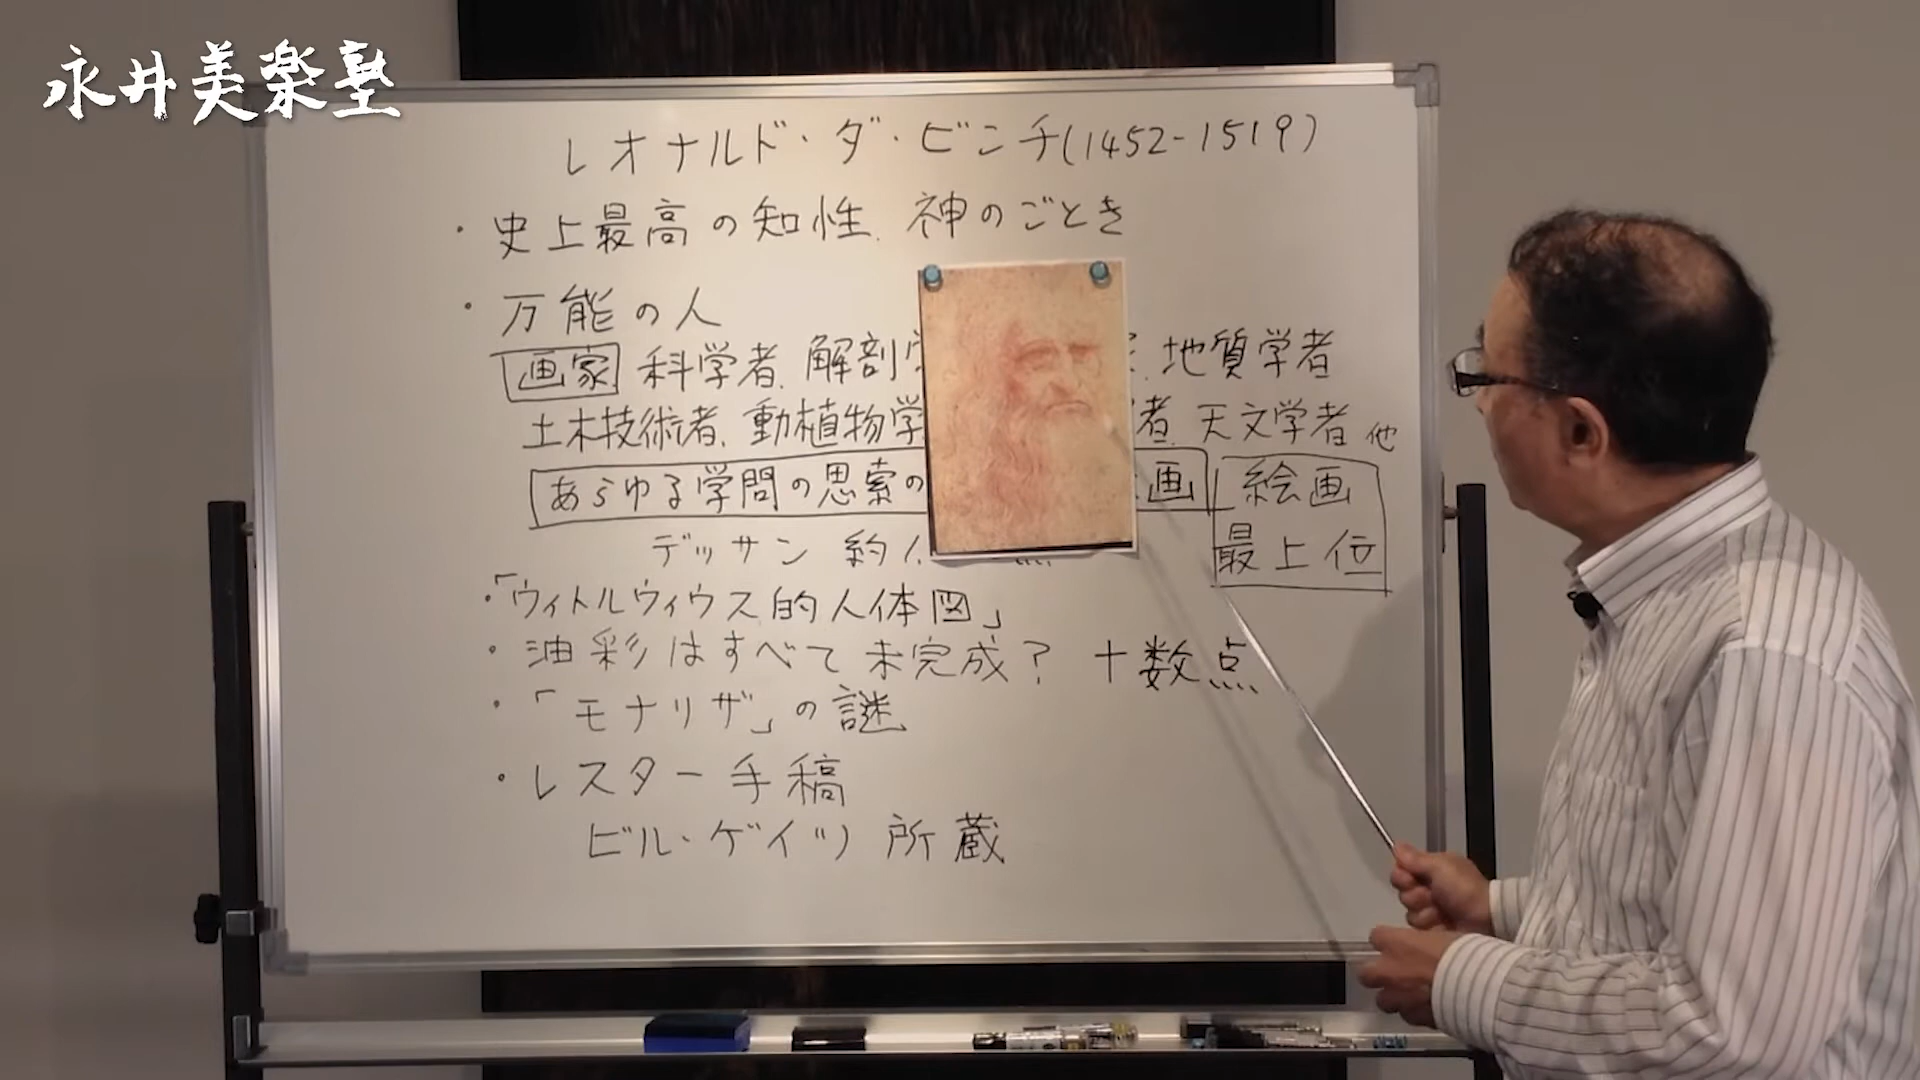 永井美楽塾
レオナルド・ダ・ビンチ(1452-1519)
・史上最高の知性、神のごとき
・万能の人
画家 科学者、解剖学 、地質学者
土木技術者、動植物学 者、天文学者 他
あらゆる学問の思索の 画 絵画
最上位
デッサン 約
・「ウィトルウィウス的人体図」
・油彩はすべて未完成? 十数点
・「モナリザ」の謎
・レスター手稿
ビル・ゲイツ 所蔵